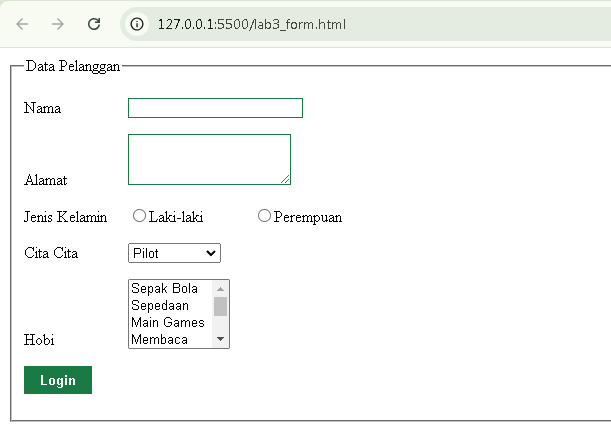 127.0.0.1:5500/lab3_form.html
Data Pelanggan
Nama
Alamat
Jenis Kelamin Laki-laki Perempuan
Cita Cita Pilot
Sepak Bola
Sepedaan
Main Games
Membaca
Hobi
Login